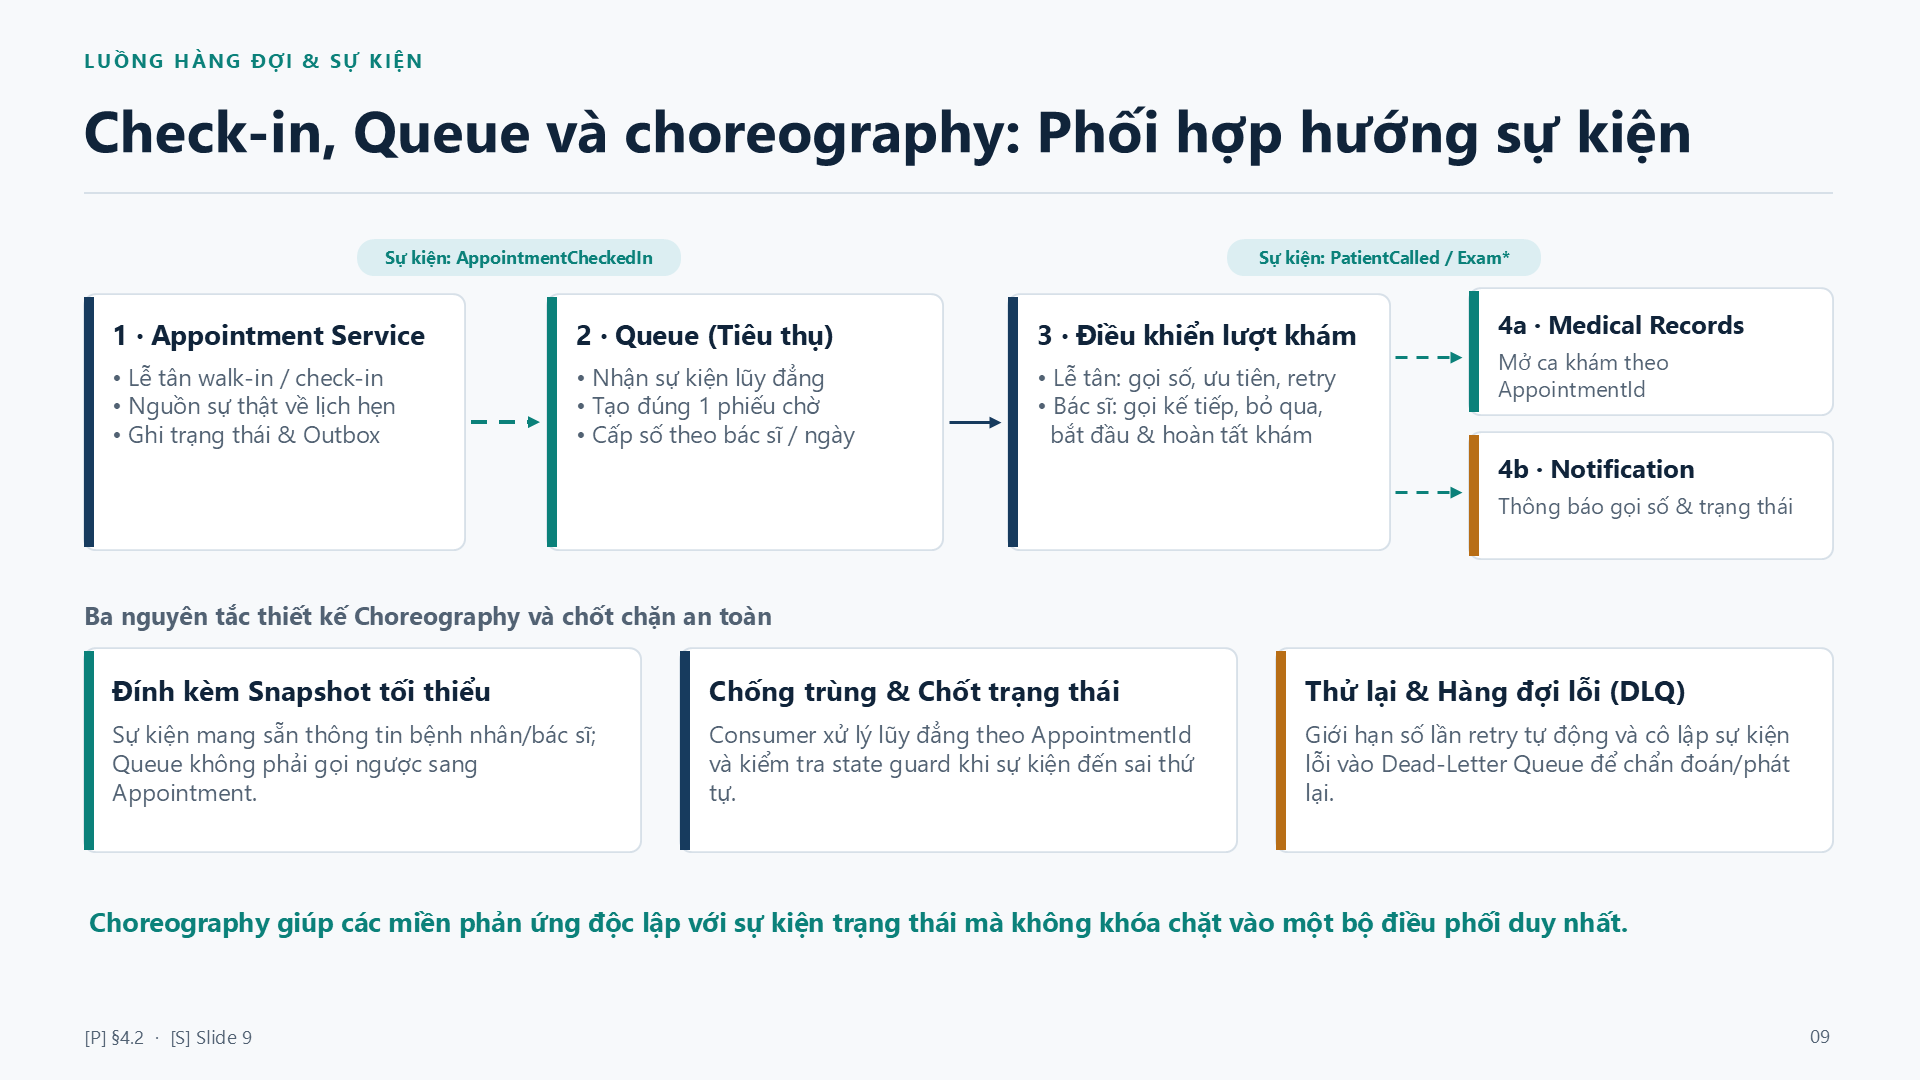 LUỒNG HÀNG ĐỢI & SỰ KIỆN
Check-in, Queue và choreography: Phối hợp hướng sự kiện
Sự kiện: AppointmentCheckedIn
Sự kiện: PatientCalled / Exam*
1 · Appointment Service
• Lễ tân walk-in / check-in
• Nguồn sự thật về lịch hẹn
• Ghi trạng thái & Outbox
2 · Queue (Tiêu thụ)
• Nhận sự kiện lũy đẳng
• Tạo đúng 1 phiếu chờ
• Cấp số theo bác sĩ / ngày
3 · Điều khiển lượt khám
• Lễ tân: gọi số, ưu tiên, retry
• Bác sĩ: gọi kế tiếp, bỏ qua,
bắt đầu & hoàn tất khám
4a · Medical Records
Mở ca khám theo
AppointmentId
4b · Notification
Thông báo gọi số & trạng thái
Ba nguyên tắc thiết kế Choreography và chốt chặn an toàn
Đính kèm Snapshot tối thiểu
Sự kiện mang sẵn thông tin bệnh nhân/bác sĩ;
Queue không phải gọi ngược sang
Appointment.
Chống trùng & Chốt trạng thái
Consumer xử lý lũy đẳng theo AppointmentId
và kiểm tra state guard khi sự kiện đến sai thứ
tự.
Thử lại & Hàng đợi lỗi (DLQ)
Giới hạn số lần retry tự động và cô lập sự kiện
lỗi vào Dead-Letter Queue để chẩn đoán/phát
lại.
Choreography giúp các miền phản ứng độc lập với sự kiện trạng thái mà không khóa chặt vào một bộ điều phối duy nhất.
[P] §4.2 · [S] Slide 9
09